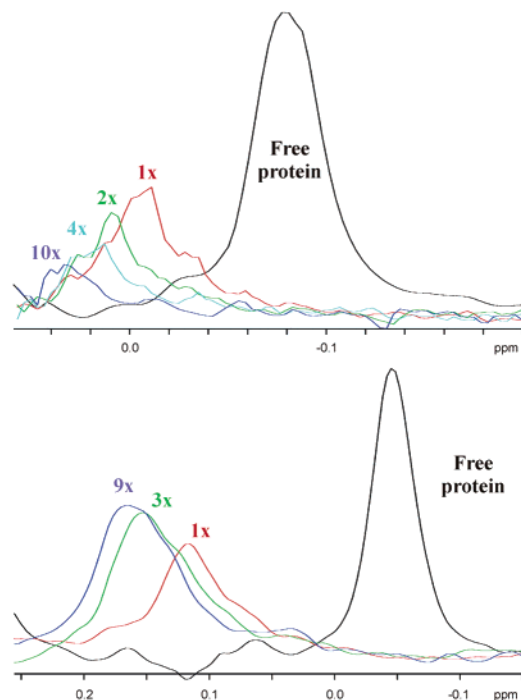 Free
protein
1x
2x
4x
10x
0.0 -0.1 ppm
Free
protein
9x
3x
1x
0.2 0.1 0.0 -0.1 ppm